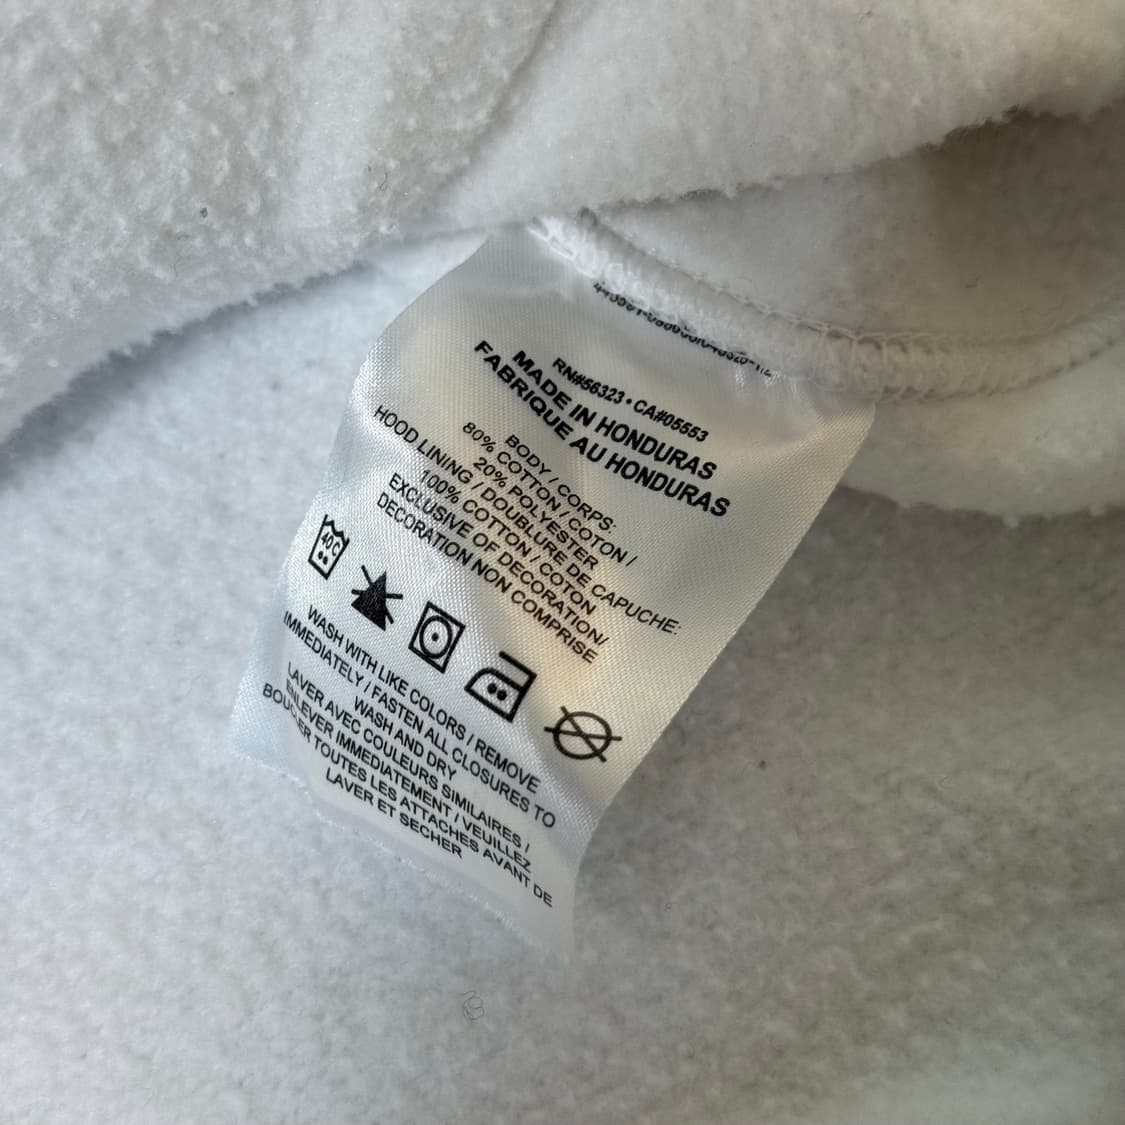 RN#56323 • CA#05553
MADE IN HONDURAS
FABRIQUE AU HONDURAS
BODY / CORPS:
80% COTTON / COTON /
20% POLYESTER
HOOD LINING / DOUBLURE DE CAPUCHE:
100% COTTON / COTON
EXCLUSIVE OF DECORATION/
DECORATION NON COMPRISE
40C
WASH WITH LIKE COLORS / REMOVE
IMMEDIATELY / FASTEN ALL CLOSURES TO
WASH AND DRY
LAVER AVEC COULEURS SIMILAIRES /
ENLEVER IMMEDIATEMENT / VEUILLEZ
BOUCLER TOUTES LES ATTACHES AVANT DE
LAVER ET SECHER